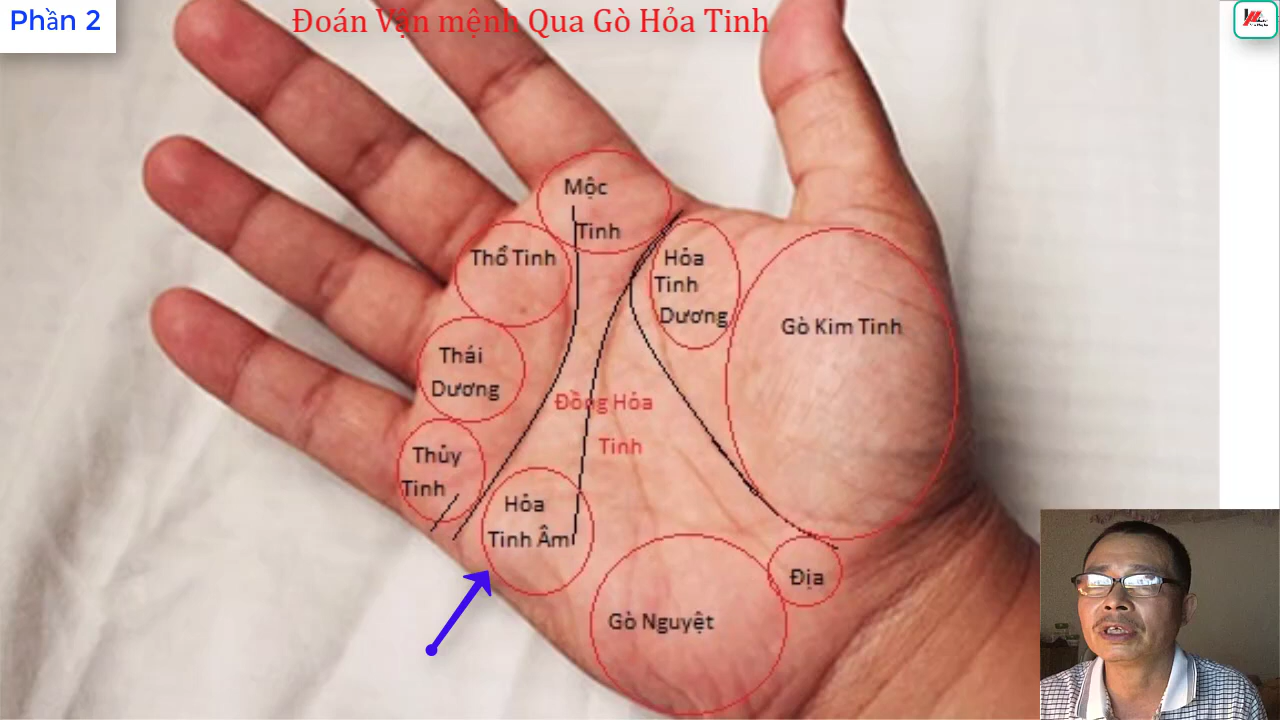 Phần 2
Đoán Vận mệnh Qua Gò Hỏa Tinh
Mộc
Tinh
Thổ Tinh
Hỏa
Tinh
Dương
Gò Kim Tinh
Thái
Dương
Đồng Hỏa
Tinh
Thủy
Tinh
Hỏa
Tinh Âm
Địa
Gò Nguyệt